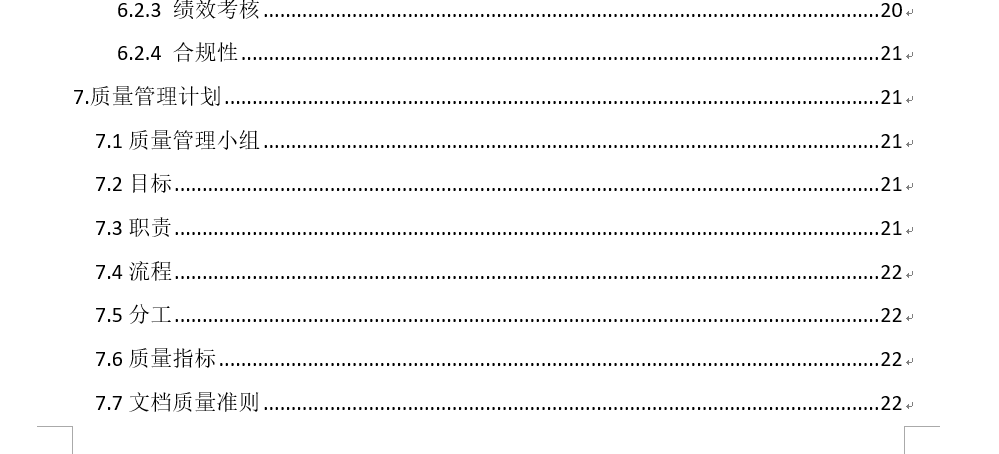 6.2.3 绩效考核........................................20
6.2.4 合规性........................................21
7.质量管理计划........................................21
7.1 质量管理小组........................................21
7.2 目标........................................21
7.3 职责........................................21
7.4 流程........................................22
7.5 分工........................................22
7.6 质量指标........................................22
7.7 文档质量准则........................................22